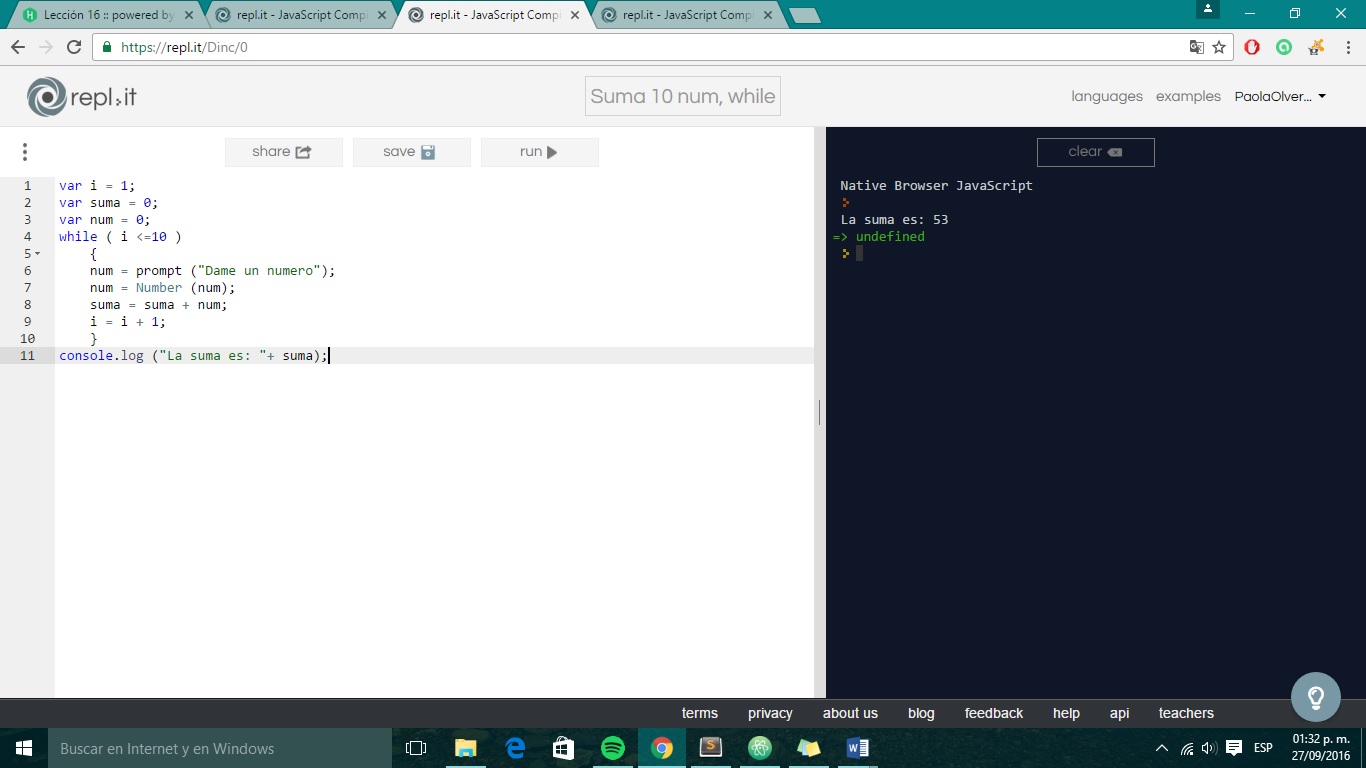 Lección 16 :: powered by
repl.it - JavaScript Compi
repl.it - JavaScript Compi
repl.it - JavaScript Compi
https://repl.it/Dinc/0
repl.it
Suma 10 num, while
languages examples PaolaOlver...
share save run
clear
1 var i = 1;
2 var suma = 0;
3 var num = 0;
4 while ( i <=10 )
5 {
6 num = prompt ("Dame un numero");
7 num = Number (num);
8 suma = suma + num;
9 i = i + 1;
10 }
11 console.log ("La suma es: "+ suma);
Native Browser JavaScript
La suma es: 53
=> undefined
terms privacy about us blog feedback help api teachers
Buscar en Internet y en Windows
ESP
01:32 p. m.
27/09/2016